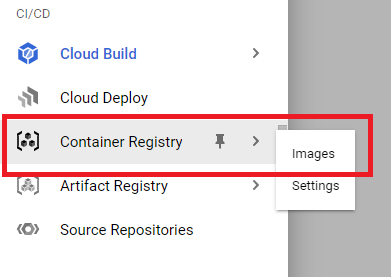 CI/CD
Cloud Build
Cloud Deploy
Container Registry
Images
Artifact Registry
Settings
Source Repositories